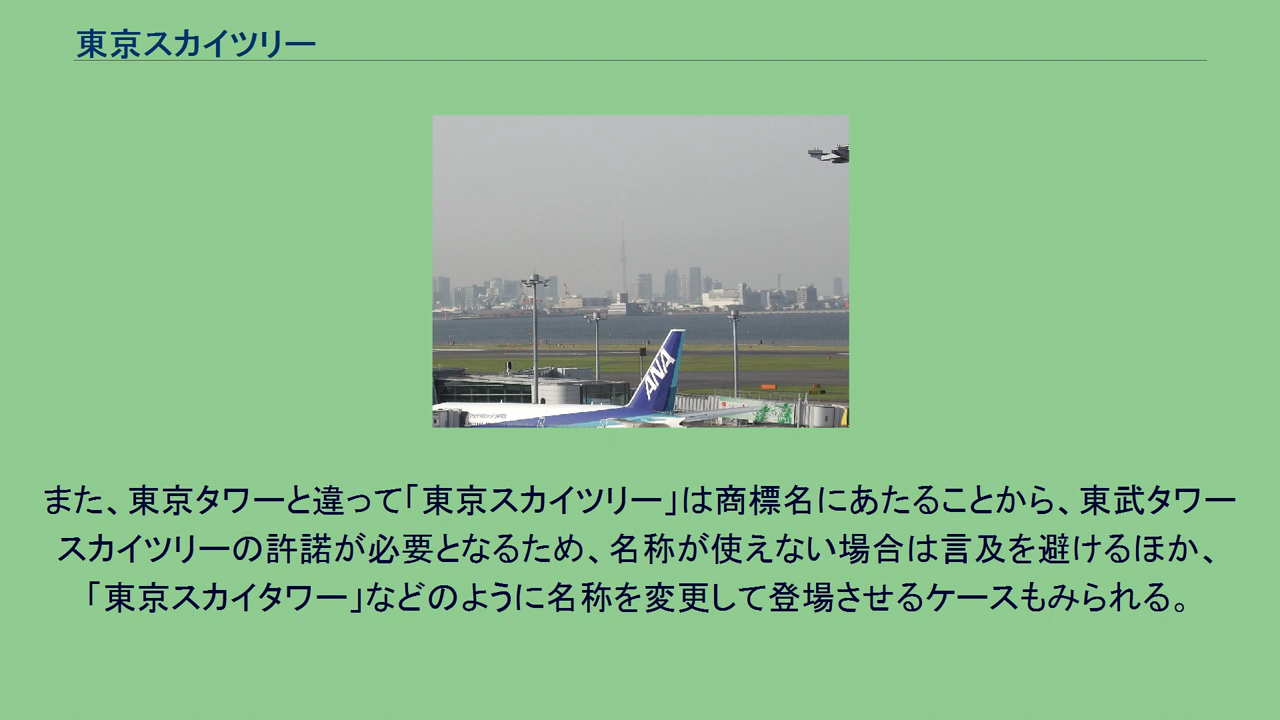 東京スカイツリー
ANA
また、東京タワーと違って「東京スカイツリー」は商標名にあたることから、東武タワー
スカイツリーの許諾が必要となるため、名称が使えない場合は言及を避けるほか、
「東京スカイタワー」などのように名称を変更して登場させるケースもみられる。